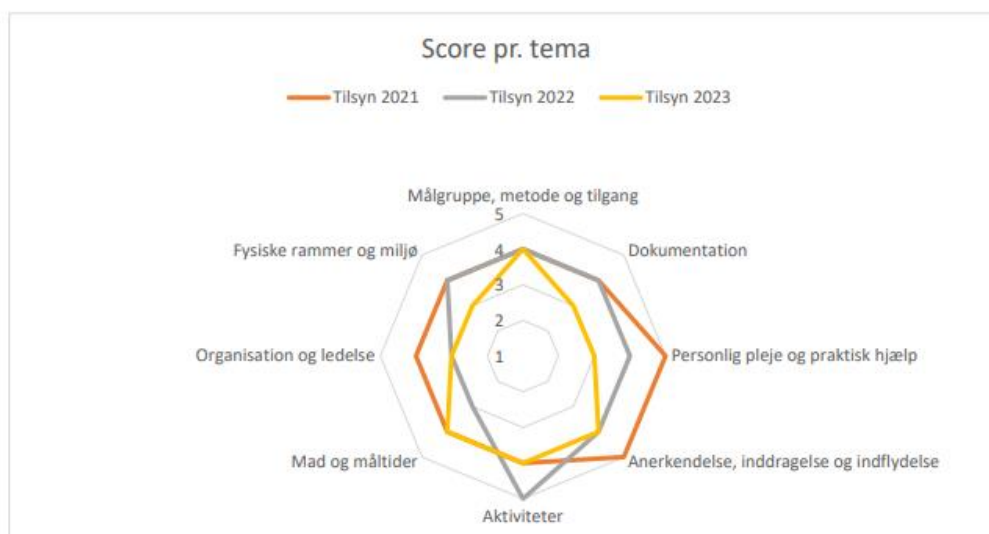 Score pr. tema
Tilsyn 2021 Tilsyn 2022 Tilsyn 2023
Målgruppe, metode og tilgang
5
Fysiske rammer og miljø
4
Dokumentation
3
2
Organisation og ledelse
1
Personlig pleje og praktisk hjælp
Mad og måltider
Anerkendelse, inddragelse og indflydelse
Aktiviteter